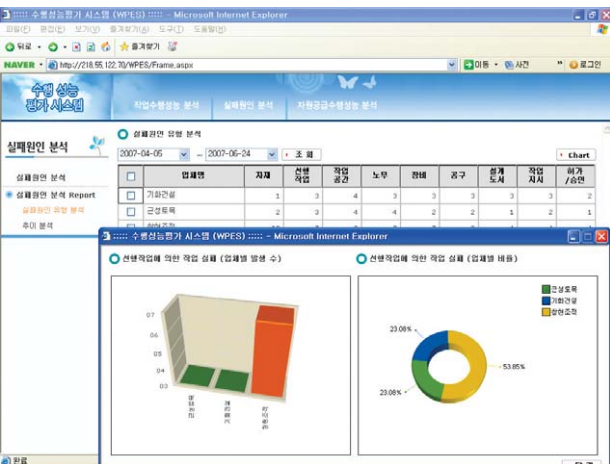 ::::: 수행성능평가 시스템 (WPES) ::::: - Microsoft Internet Explorer
파일(F) 편집(E) 보기(V) 즐겨찾기(A) 도구(T) 도움말(H)
뒤로 즐겨찾기
NAVER http://218.55.122.70/WPES/Frame.aspx 이동 사전 » 로그인
수행 성능
평가 시스템
작업수행성능 분석 실패원인 분석 자원공급수행성능 분석
실패원인 분석
실패원인 유형 분석
2007-04-05 ~ 2007-06-24 조 회 Chart
실패원인 분석
실패원인 분석 Report
실패원인 유형 분석
추이 분석
업체명 자재 선행작업 작업공간 노무 장비 공구 설계도서 작업지시 허가/승인
기화건설 1 3 4 3 3 3 3 3 2
근성토목 2 3 4 4 2 2 1 2 1
::::: 수행성능평가 시스템 (WPES) ::::: - Microsoft Internet Explorer
선행작업에 의한 작업 실패 (업체별 발생 수)
선행작업에 의한 작업 실패 (업체별 비율)
07
06
05
04
03
근성토목
기화건설
창현조적
23.08%
53.85%
23.08%
완료